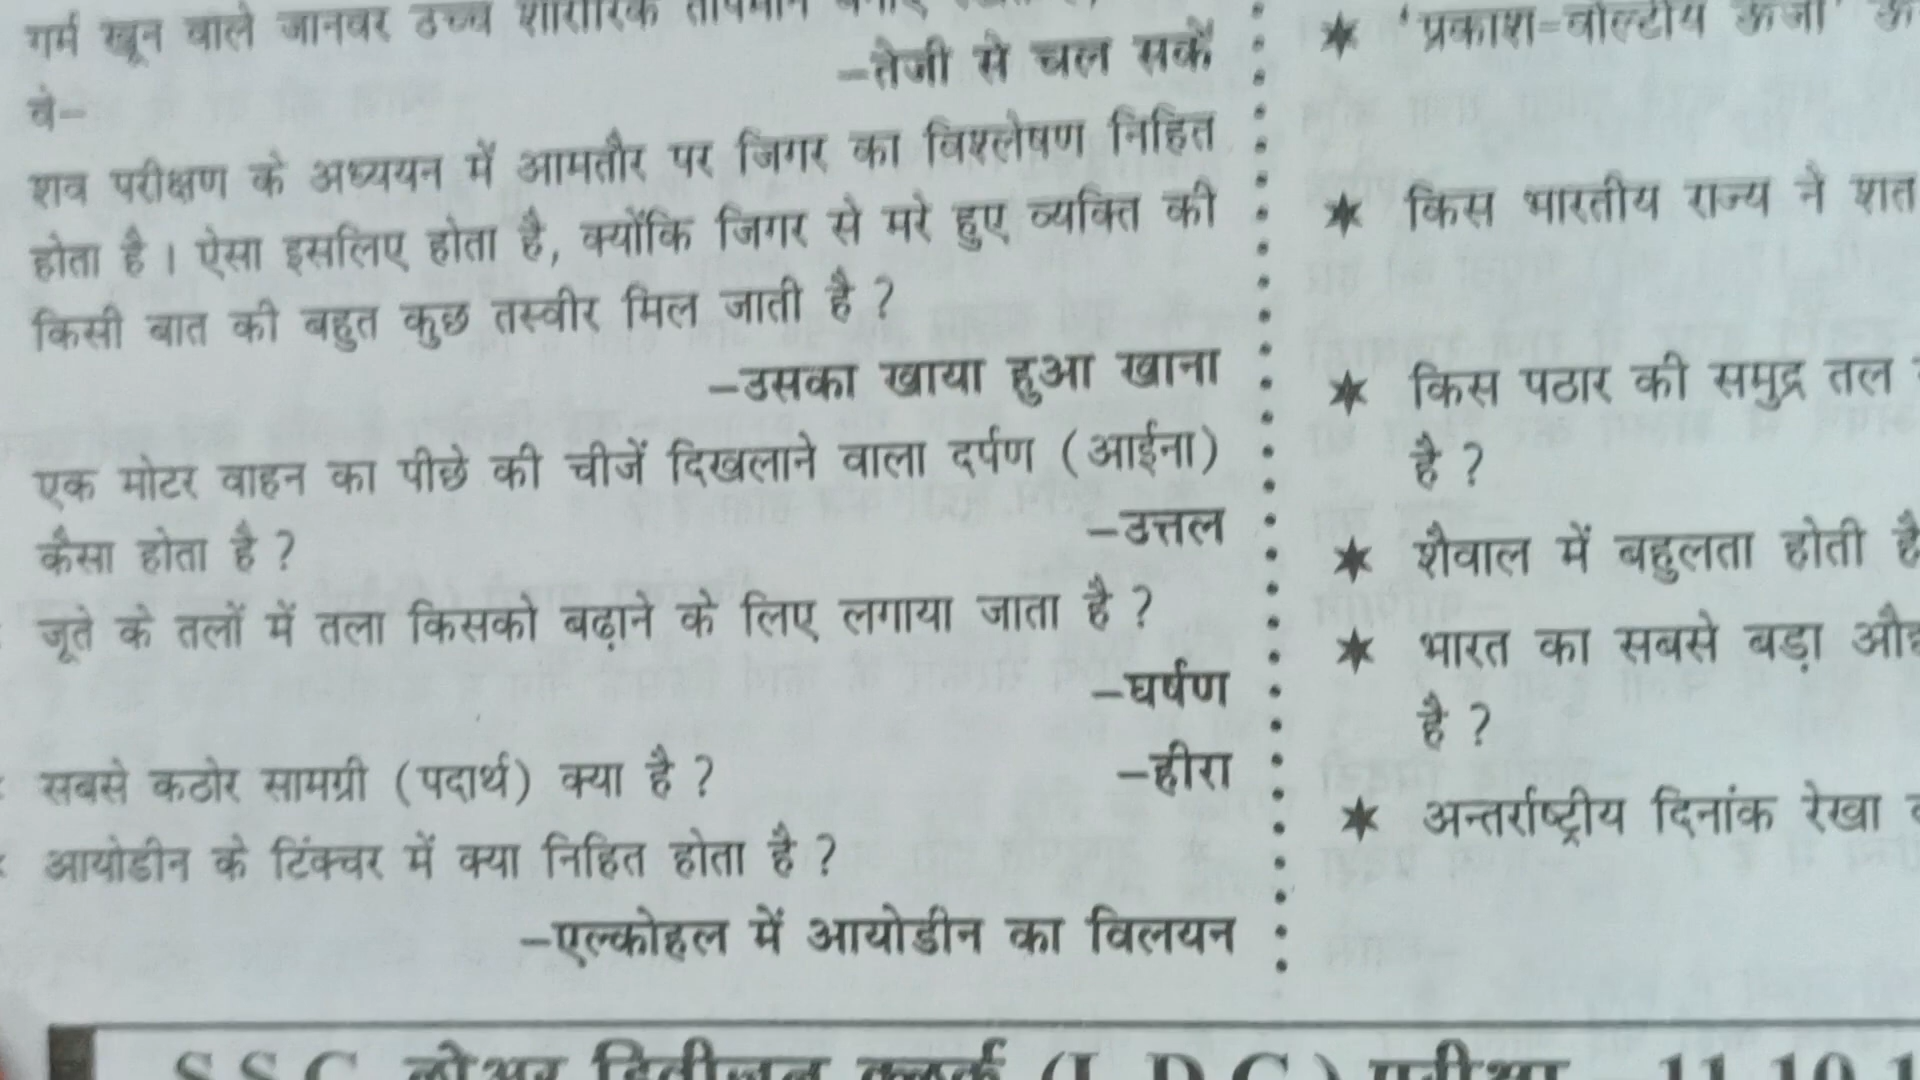 गर्म खून वाले जानवर उच्च शारीरिक तापमान
वे–
–तेजी से चल सकें
शव परीक्षण के अध्ययन में आमतौर पर जिगर का विश्लेषण निहित
होता है । ऐसा इसलिए होता है, क्योंकि जिगर से मरे हुए व्यक्ति की
किसी बात की बहुत कुछ तस्वीर मिल जाती है ?
–उसका खाया हुआ खाना
एक मोटर वाहन का पीछे की चीजें दिखलाने वाला दर्पण (आईना)
कैसा होता है ?
–उत्तल
जूते के तलों में तला किसको बढ़ाने के लिए लगाया जाता है ?
–घर्षण
सबसे कठोर सामग्री (पदार्थ) क्या है ?
–हीरा
आयोडीन के टिंक्चर में क्या निहित होता है ?
–एल्कोहल में आयोडीन का विलयन
★ 'प्रकाश-वोल्टीय ऊर्जा'
★ किस भारतीय राज्य ने शत
★ किस पठार की समुद्र तल
है ?
★ शैवाल में बहुलता होती है
★ भारत का सबसे बड़ा
है ?
★ अन्तर्राष्ट्रीय दिनांक रेखा
S S C लोअर डिवीजन क्लर्क (L D C) परीक्षा